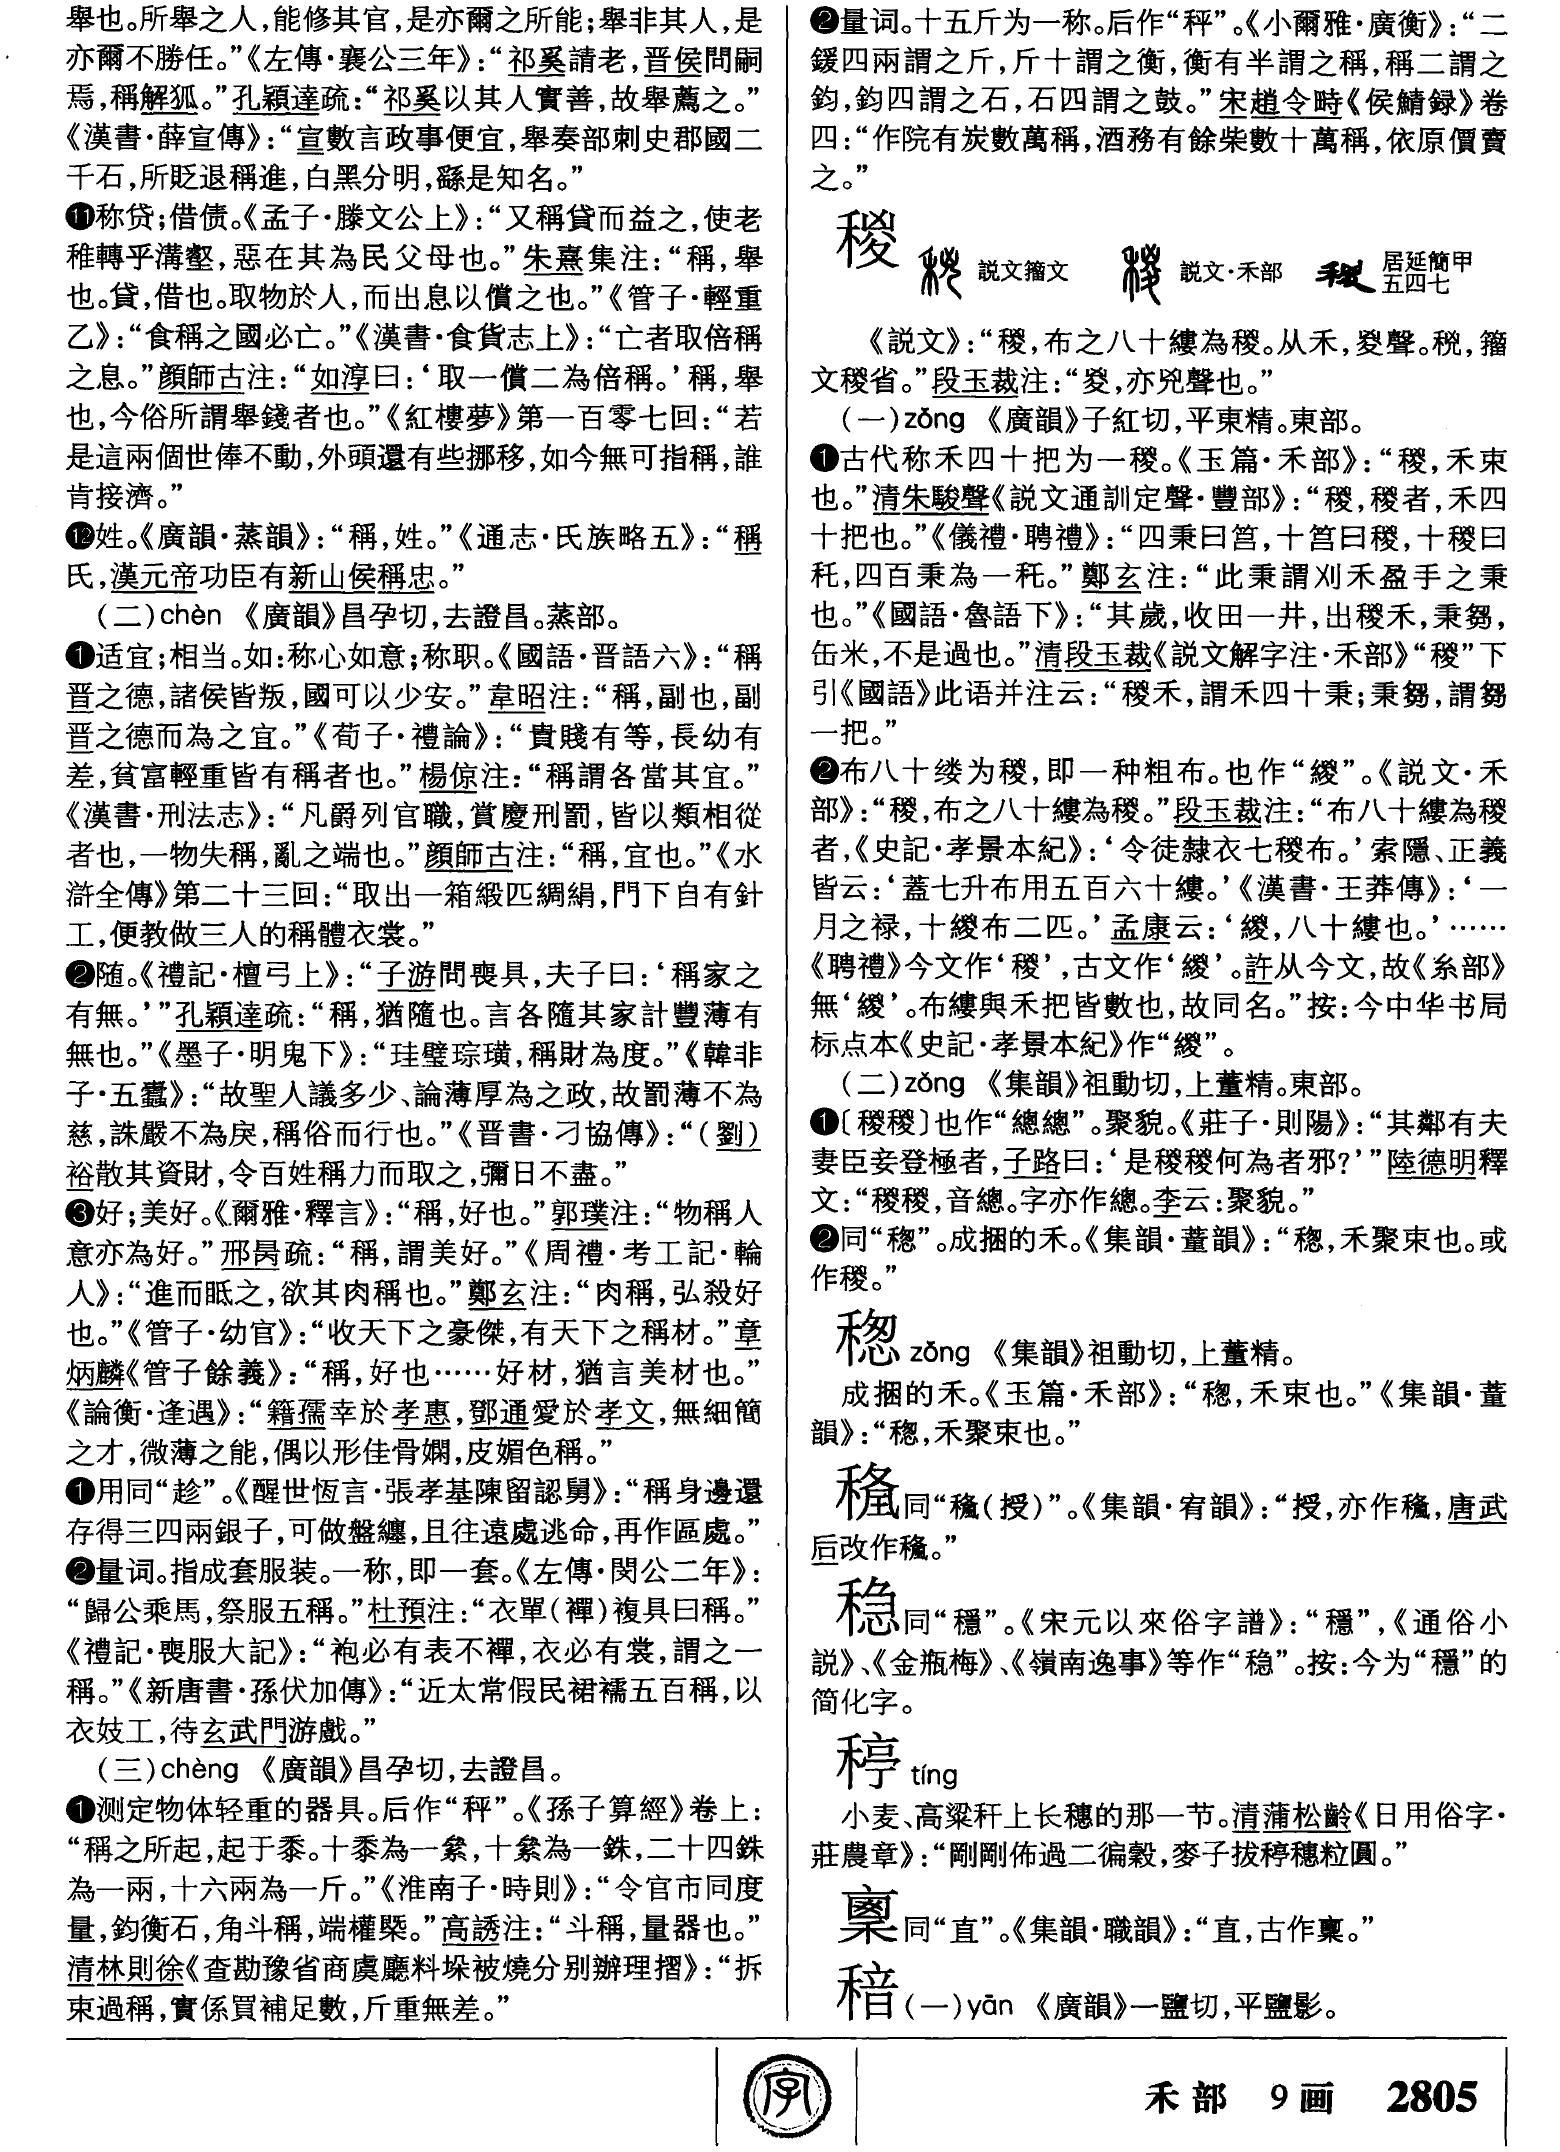 舉也。所舉之人，能修其官，是亦爾之所能；舉非其人，是
亦爾不勝任。”《左傳·襄公三年》：“祁奚請老，晋侯問嗣
焉，稱解狐。”孔穎達疏：“祁奚以其人實善，故舉薦之。”
《漢書·薛宣傳》：“宣數言政事便宜，舉奏部刺史郡國二
千石，所貶退稱進，白黑分明，繇是知名。”
⓫称贷；借债。《孟子·滕文公上》：“又稱貸而益之，使老
稚轉乎溝壑，惡在其為民父母也。”朱熹集注：“稱，舉
也。貸，借也。取物於人，而出息以償之也。”《管子·輕重
乙》：“食稱之國必亡。”《漢書·食貨志上》：“亡者取倍稱
之息。”顔師古注：“如淳曰：‘取一償二為倍稱。’稱，舉
也，今俗所謂舉錢者也。”《紅樓夢》第一百零七回：“若
是這兩個世俸不動，外頭還有些挪移，如今無可指稱，誰
肯接濟。”
⓬姓。《廣韻·蒸韻》：“稱，姓。”《通志·氏族略五》：“稱
氏，漢元帝功臣有新山侯稱忠。”
（二）chèn 《廣韻》昌孕切，去證昌。蒸部。
❶适宜；相当。如：称心如意；称职。《國語·晋語六》：“稱
晋之德，諸侯皆叛，國可以少安。”韋昭注：“稱，副也，副
晋之德而為之宜。”《荀子·禮論》：“貴賤有等，長幼有
差，貧富輕重皆有稱者也。”楊倞注：“稱謂各當其宜。”
《漢書·刑法志》：“凡爵列官職，賞慶刑罰，皆以類相從
者也，一物失稱，亂之端也。”顔師古注：“稱，宜也。”《水
滸全傳》第二十三回：“取出一箱緞匹綢絹，門下自有針
工，便教做三人的稱體衣裳。”
❷随。《禮記·檀弓上》：“子游問喪具，夫子曰：‘稱家之
有無。’”孔穎達疏：“稱，猶隨也。言各隨其家計豐薄有
無也。”《墨子·明鬼下》：“珪璧琮璜，稱財為度。”《韓非
子·五蠹》：“故聖人議多少、論薄厚為之政，故罰薄不為
慈，誅嚴不為戾，稱俗而行也。”《晋書·刁協傳》：“（劉）
裕散其資財，令百姓稱力而取之，彌日不盡。”
❸好；美好。《爾雅·釋言》：“稱，好也。”郭璞注：“物稱人
意亦為好。”邢昺疏：“稱，謂美好。”《周禮·考工記·輪
人》：“進而眂之，欲其肉稱也。”鄭玄注：“肉稱，弘殺好
也。”《管子·幼官》：“收天下之豪傑，有天下之稱材。”章
炳麟《管子餘義》：“稱，好也……好材，猶言美材也。”
《論衡·逢遇》：“籍孺幸於孝惠，鄧通愛於孝文，無細簡
之才，微薄之能，偶以形佳骨嫻，皮媚色稱。”
❶用同“趁”。《醒世恆言·張孝基陳留認舅》：“稱身邊還
存得三四兩銀子，可做盤纏，且往遠處逃命，再作區處。”
❷量词。指成套服装。一称，即一套。《左傳·閔公二年》：
“歸公乘馬，祭服五稱。”杜預注：“衣單（襌）複具曰稱。”
《禮記·喪服大記》：“袍必有表不襌，衣必有裳，謂之一
稱。”《新唐書·孫伏加傳》：“近太常假民裙襦五百稱，以
衣妓工，待玄武門游戲。”
（三）chèng 《廣韻》昌孕切，去證昌。
❶测定物体轻重的器具。后作“秤”。《孫子算經》卷上：
“稱之所起，起于黍。十黍為一絫，十絫為一銖，二十四銖
為一兩，十六兩為一斤。”《淮南子·時則》：“令官市同度
量，鈞衡石，角斗稱，端權槩。”高誘注：“斗稱，量器也。”
清林則徐《查勘豫省商虞廳料垛被燒分别辦理摺》：“拆
束過稱，實係買補足數，斤重無差。”
❷量词。十五斤为一称。后作“秤”。《小爾雅·廣衡》：“二
鍰四兩謂之斤，斤十謂之衡，衡有半謂之稱，稱二謂之
鈞，鈞四謂之石，石四謂之鼓。”宋趙令畤《侯鯖録》卷
四：“作院有炭數萬稱，酒務有餘柴數十萬稱，依原價賣
之。”
稯 説文籀文 説文·禾部 居延簡甲五四七
《説文》：“稯，布之八十縷為稯。从禾，㚇聲。䅈，籀
文稯省。”段玉裁注：“㚇，亦兇聲也。”
（一）zōng 《廣韻》子紅切，平東精。東部。
❶古代称禾四十把为一稯。《玉篇·禾部》：“稯，禾束
也。”清朱駿聲《説文通訓定聲·豐部》：“稯，稯者，禾四
十把也。”《儀禮·聘禮》：“四秉曰筥，十筥曰稯，十稯曰
秅，四百秉為一秅。”鄭玄注：“此秉謂刈禾盈手之秉
也。”《國語·魯語下》：“其歲，收田一井，出稯禾，秉芻，
缶米，不是過也。”清段玉裁《説文解字注·禾部》“稯”下
引《國語》此语并注云：“稯禾，謂禾四十秉；秉芻，謂芻
一把。”
❷布八十缕为稯，即一种粗布。也作“緵”。《説文·禾
部》：“稯，布之八十縷為稯。”段玉裁注：“布八十縷為稯
者，《史記·孝景本紀》：‘令徒隸衣七稯布。’索隱、正義
皆云：‘蓋七升布用五百六十縷。’《漢書·王莽傳》：‘一
月之禄，十緵布二匹。’孟康云：‘緵，八十縷也。’……
《聘禮》今文作‘稯’，古文作‘緵’。許从今文，故《糸部》
無‘緵’。布縷與禾把皆數也，故同名。”按：今中华书局
标点本《史記·孝景本紀》作“緵”。
（二）zǒng 《集韻》祖動切，上董精。東部。
❶〔稯稯〕也作“總總”。聚貌。《莊子·則陽》：“其鄰有夫
妻臣妾登極者，子路曰：‘是稯稯何為者邪？’”陸德明釋
文：“稯稯，音總。字亦作總。李云：聚貌。”
❷同“稯”。成捆的禾。《集韻·董韻》：“䅎，禾聚束也。或
作稯。”
䅎 zǒng 《集韻》祖動切，上董精。
成捆的禾。《玉篇·禾部》：“䅎，禾束也。”《集韻·董
韻》：“䅎，禾聚束也。”
同“（授）”。《集韻·宥韻》：“授，亦作，唐武
后改作。”
稳 同“穩”。《宋元以來俗字譜》：“穩”，《通俗小
説》、《金瓶梅》、《嶺南逸事》等作“稳”。按：今为“穩”的
简化字。
䅍 tíng
小麦、高粱秆上长穗的那一节。清蒲松齡《日用俗字·
莊農章》：“剛剛佈過二徧穀，麥子拔䅍穗粒圓。”
同“直”。《集韻·職韻》：“直，古作。”
䅧 （一）yān 《廣韻》一鹽切，平鹽影。
字
禾部 9画 2805